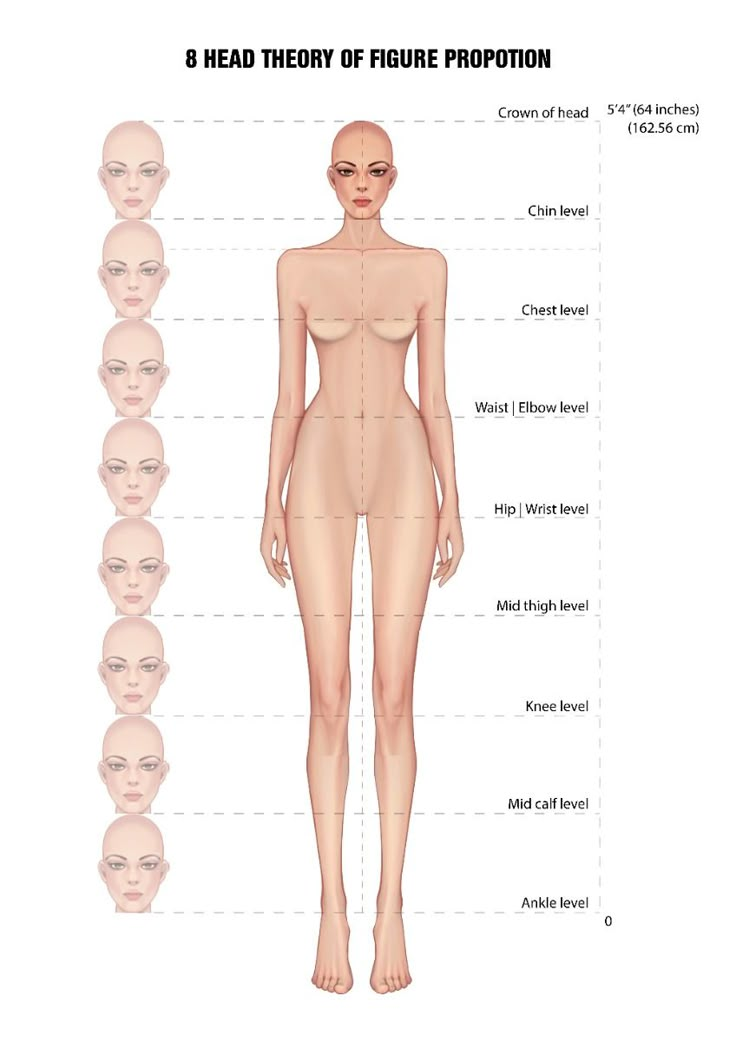 8 HEAD THEORY OF FIGURE PROPOTION
Crown of head
5'4" (64 inches)
(162.56 cm)
Chin level
Chest level
Waist | Elbow level
Hip | Wrist level
Mid thigh level
Knee level
Mid calf level
Ankle level
0